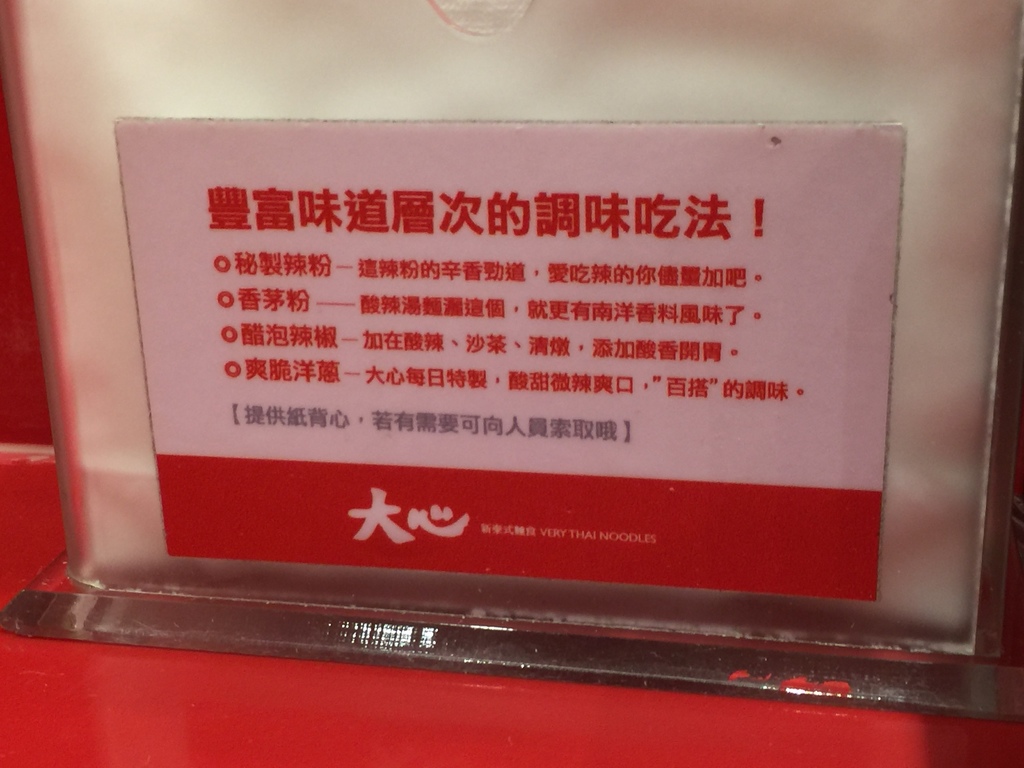 豐富味道層次的調味吃法！
秘製辣粉－這辣粉的辛香勁道，愛吃辣的你儘量加吧。
香茅粉——酸辣湯麵灑這個，就更有南洋香料風味了。
醋泡辣椒－加在酸辣、沙茶、清燉，添加酸香開胃。
爽脆洋蔥－大心每日特製，酸甜微辣爽口，”百搭”的調味。
【提供紙背心，若有需要可向人員索取哦】
大心 新泰式麵食 VERY THAI NOODLES